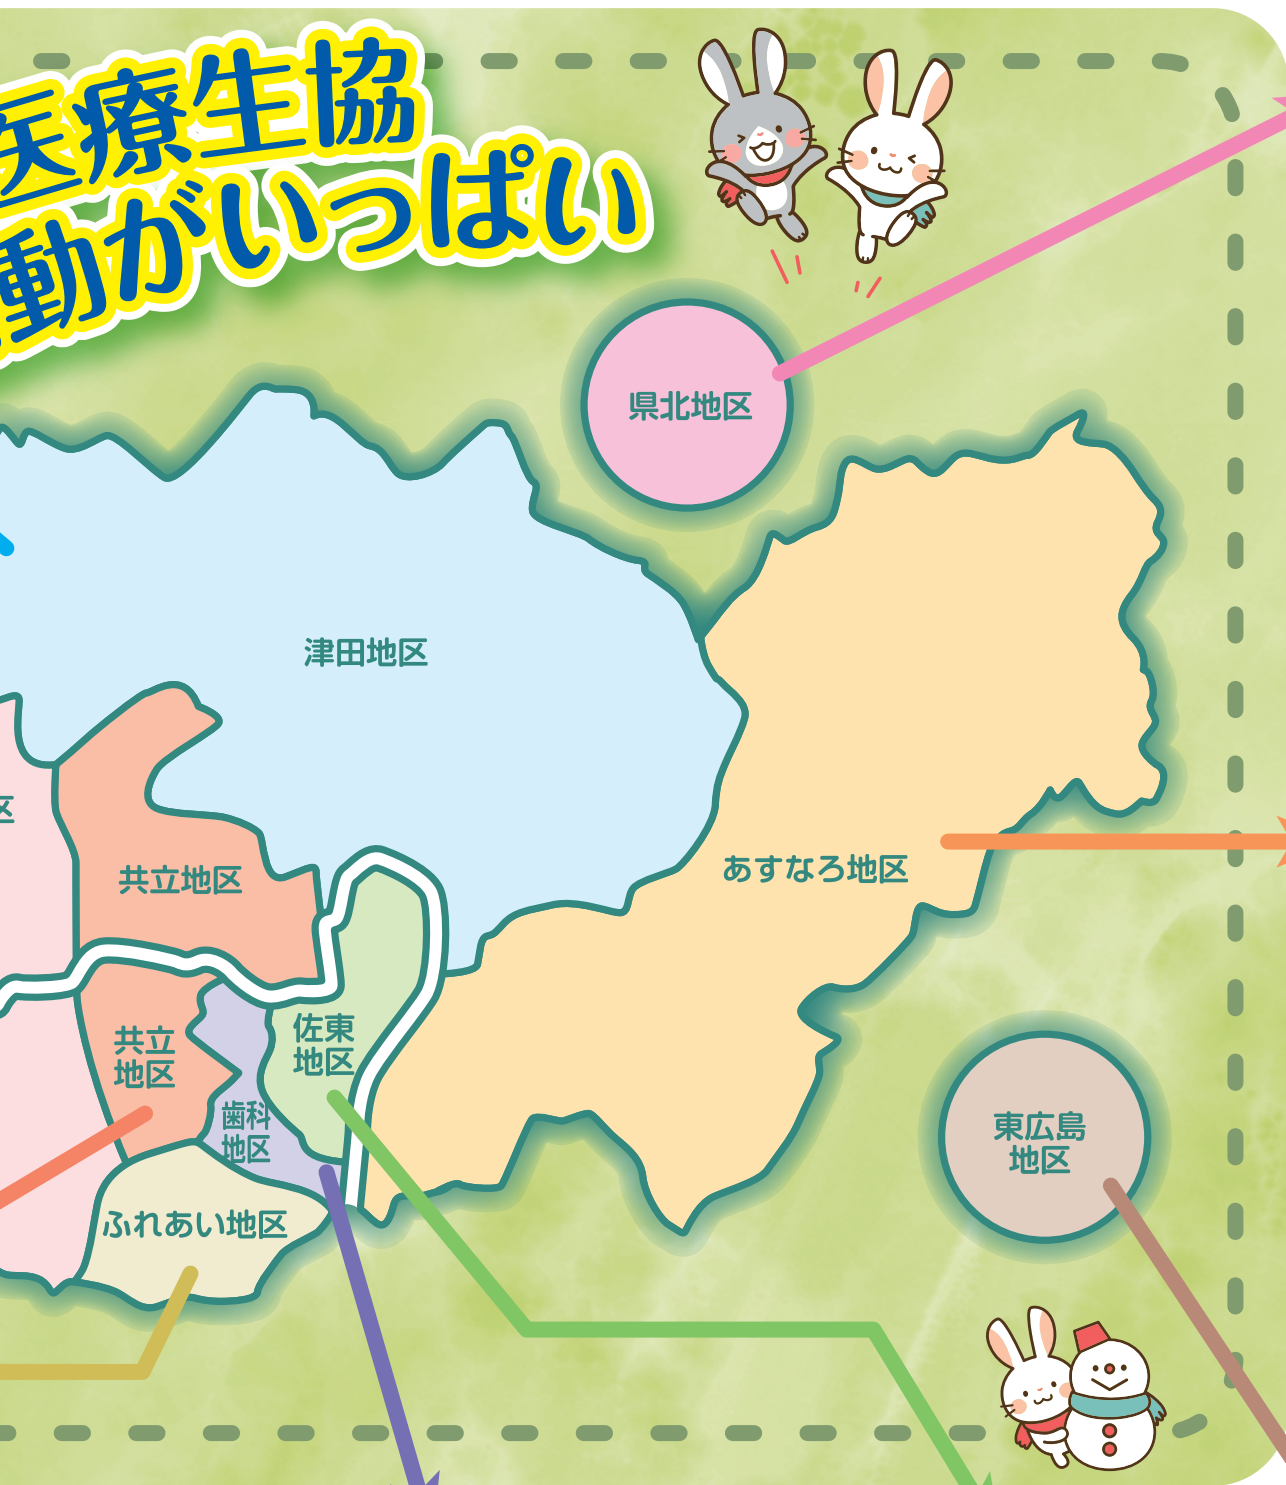 医療生協
動がいっぱい
県北地区
津田地区
区
共立地区
あすなろ地区
共立
地区
佐東
地区
歯科
地区
東広島
地区
ふれあい地区